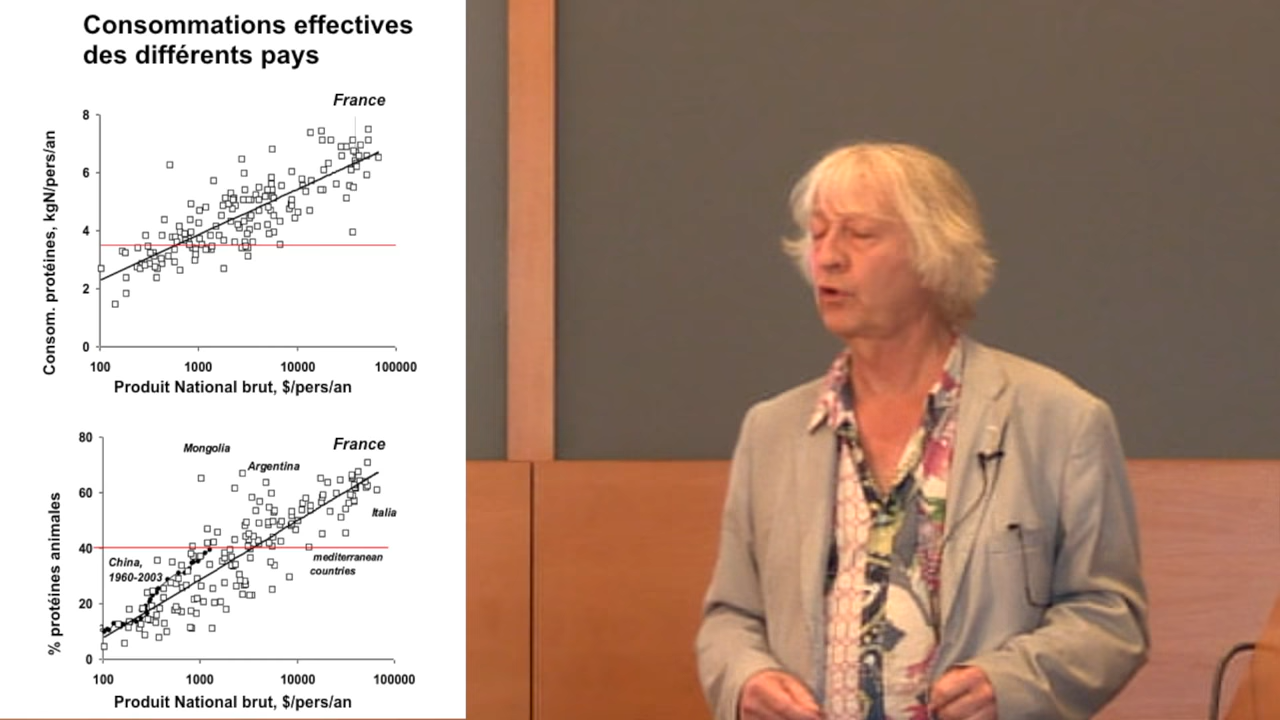 Consommations effectives
des différents pays
France
8
6
4
2
0
Consom. protéines, kgN/pers/an
100
1000
10000
100000
Produit National brut, $/pers/an
80
60
40
20
0
% protéines animales
Mongolia
France
Argentina
Italia
China,
1960-2003
mediterranean
countries
100
1000
10000
100000
Produit National brut, $/pers/an